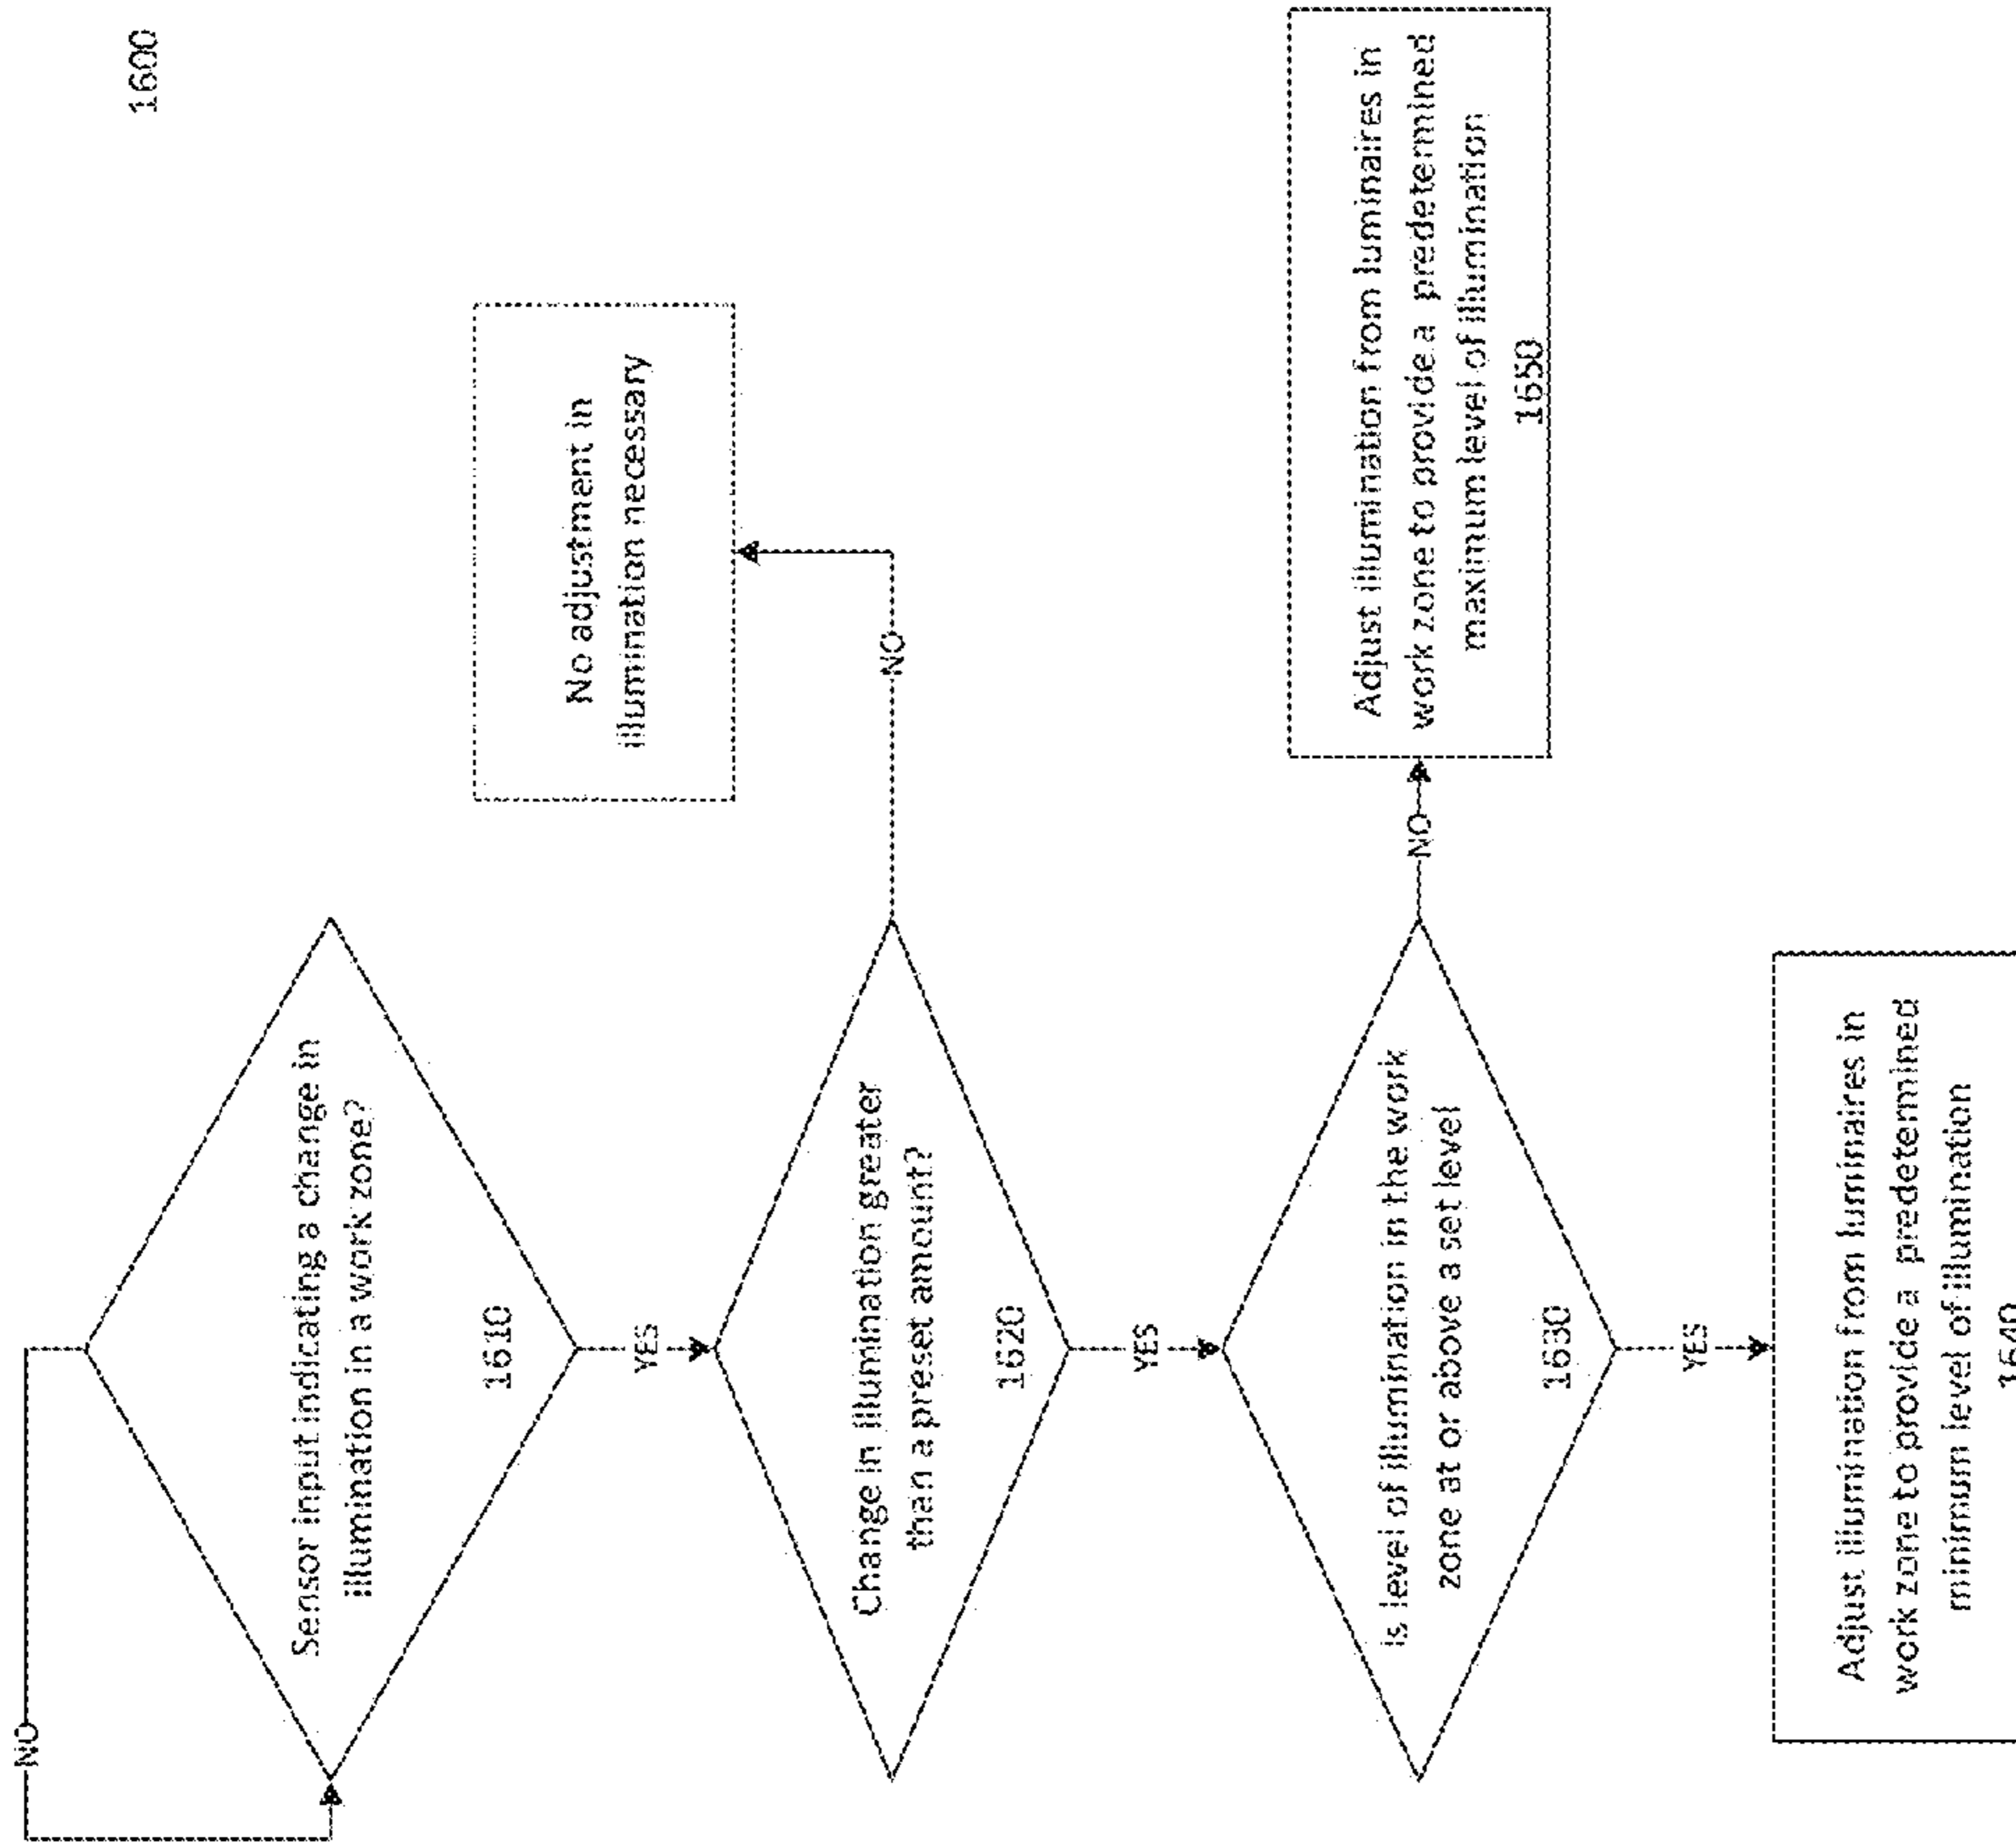 1600
NO
Sensor input indicating a change in
illumination in a work zone?
1610
YES
No adjustment in
illumination necessary
NO
Change in illumination greater
than a preset amount?
1620
YES
Is level of illumination in the work
zone at or above a set level
1630
NO
Adjust illumination from luminaires in
work zone to provide a predetermined
maximum level of illumination
1650
YES
Adjust illumination from luminaires in
work zone to provide a predetermined
minimum level of illumination
1640